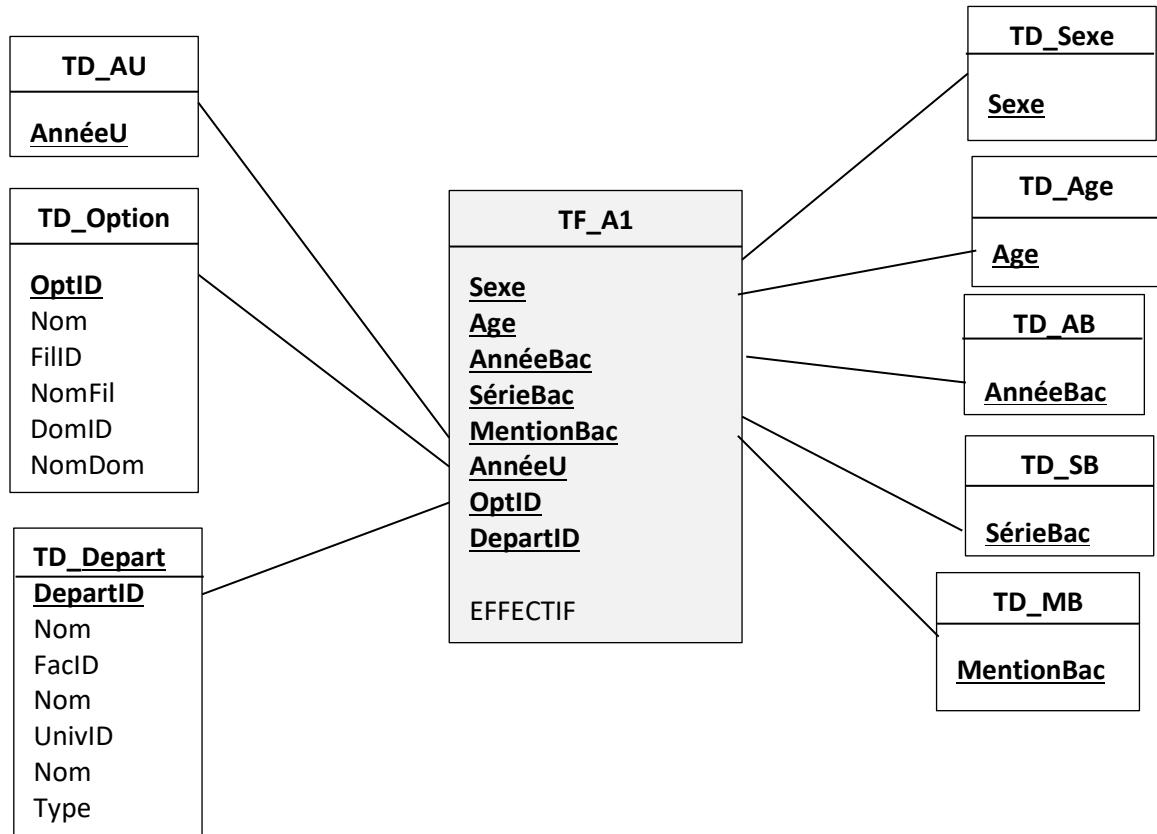 TD_AU
AnnéeU
TD_Option
OptID
Nom
FilID
NomFil
DomID
NomDom
TD_Depart
DepartID
Nom
FacID
Nom
UnivID
Nom
Type
TF_A1
Sexe
Age
AnnéeBac
SérieBac
MentionBac
AnnéeU
OptID
DepartID
EFFECTIF
TD_Sexe
Sexe
TD_Age
Age
TD_AB
AnnéeBac
TD_SB
SérieBac
TD_MB
MentionBac